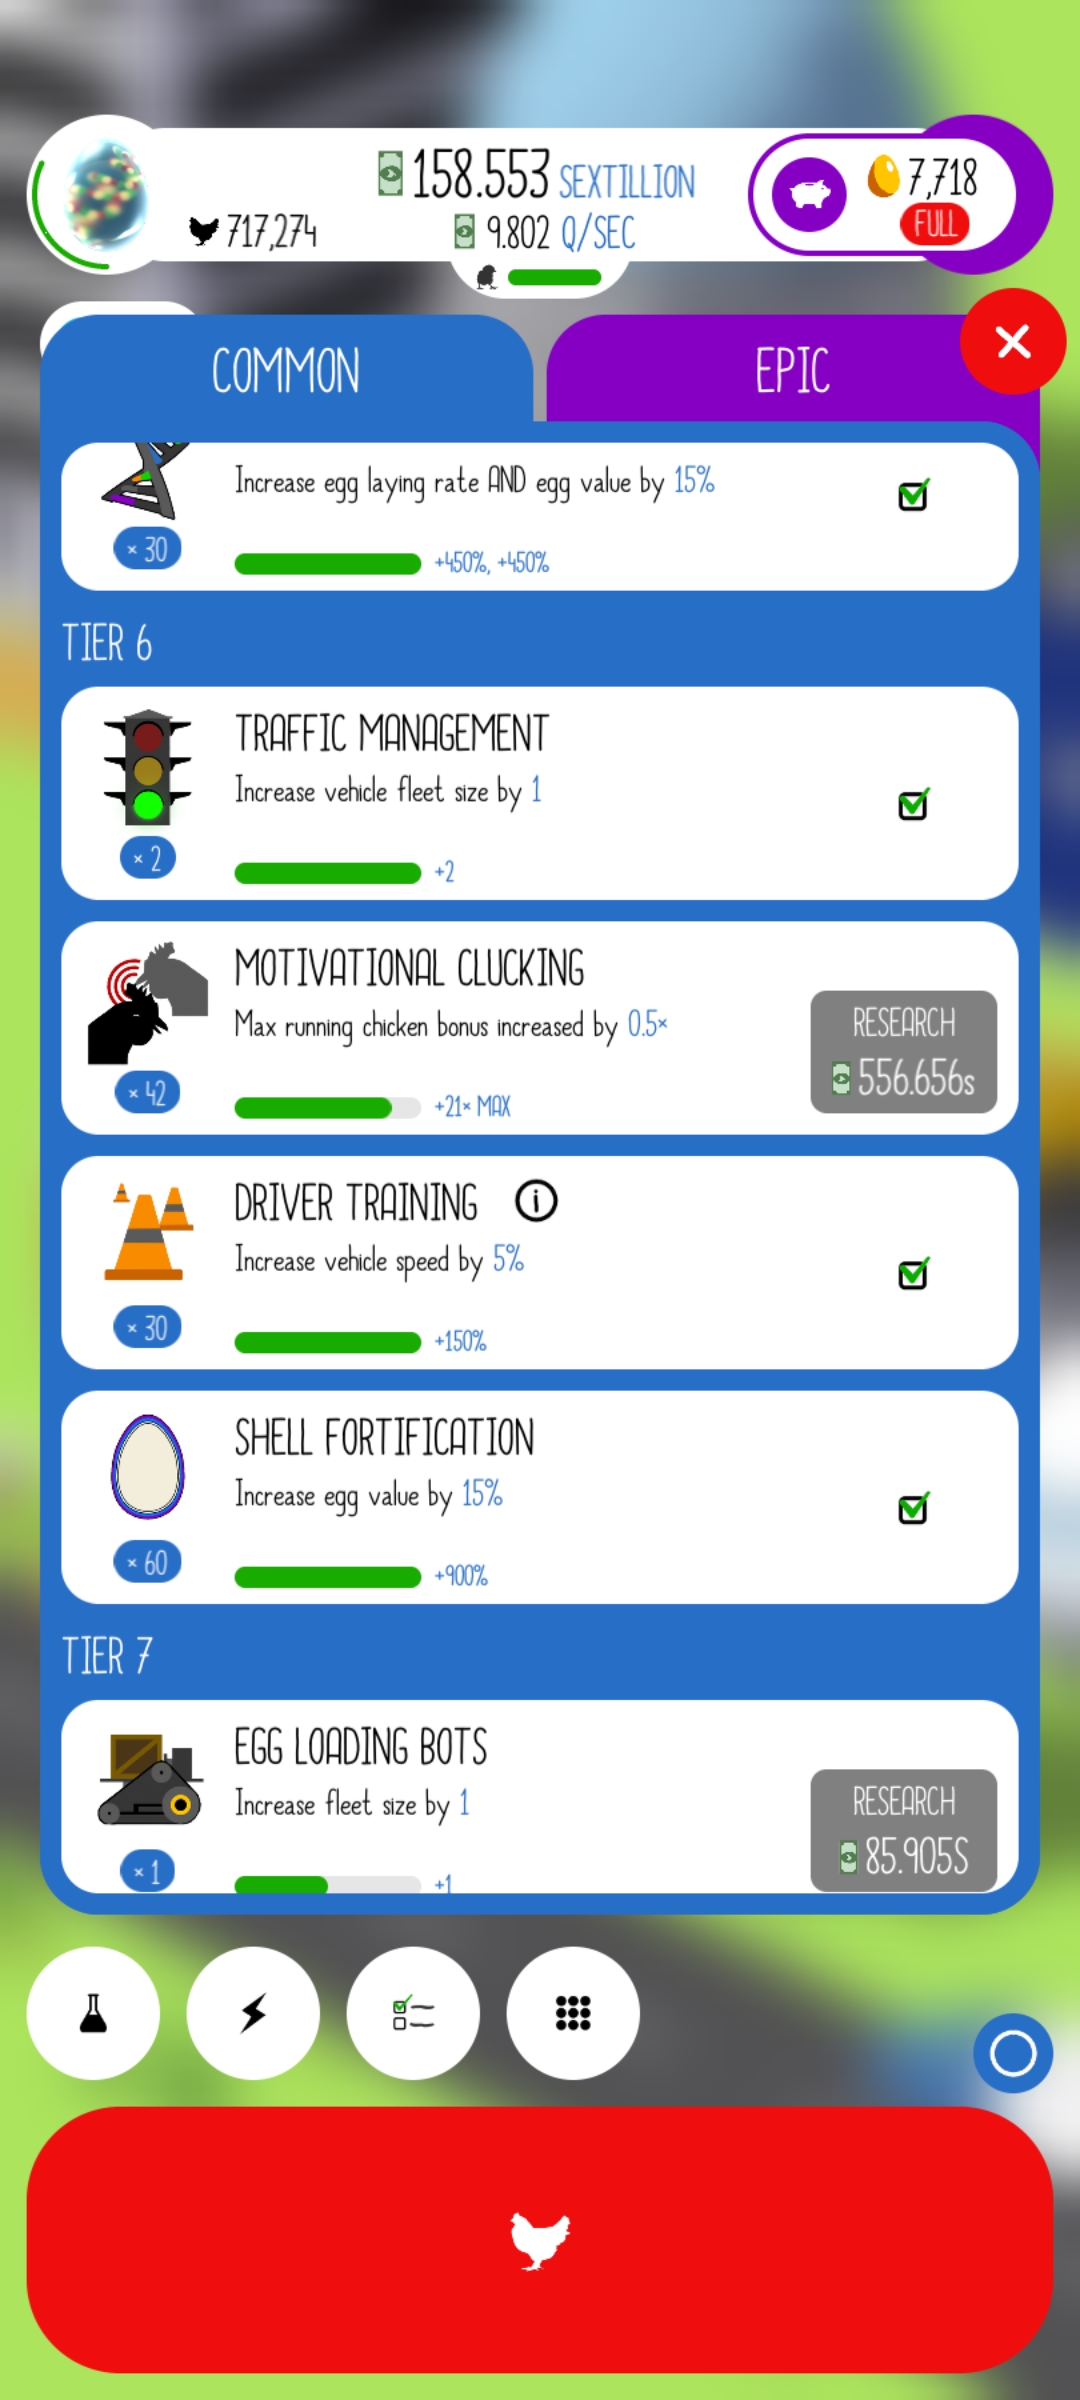 158.553 SEXTILLION
7,718
717,274
9.802 Q/SEC
FULL
COMMON
EPIC
Increase egg laying rate AND egg value by 15%
× 30
+450%, +450%
TIER 6
TRAFFIC MANAGEMENT
Increase vehicle fleet size by 1
× 2
+2
MOTIVATIONAL CLUCKING
Max running chicken bonus increased by 0.5×
RESEARCH
556.656s
× 42
+21× MAX
DRIVER TRAINING
Increase vehicle speed by 5%
× 30
+150%
SHELL FORTIFICATION
Increase egg value by 15%
× 60
+900%
TIER 7
EGG LOADING BOTS
Increase fleet size by 1
RESEARCH
85.905S
× 1
+1